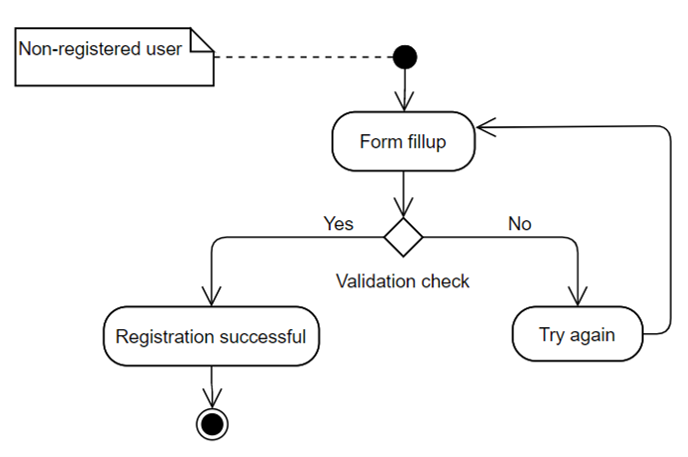 Non-registered user
Form fillup
Yes
No
Validation check
Registration successful
Try again